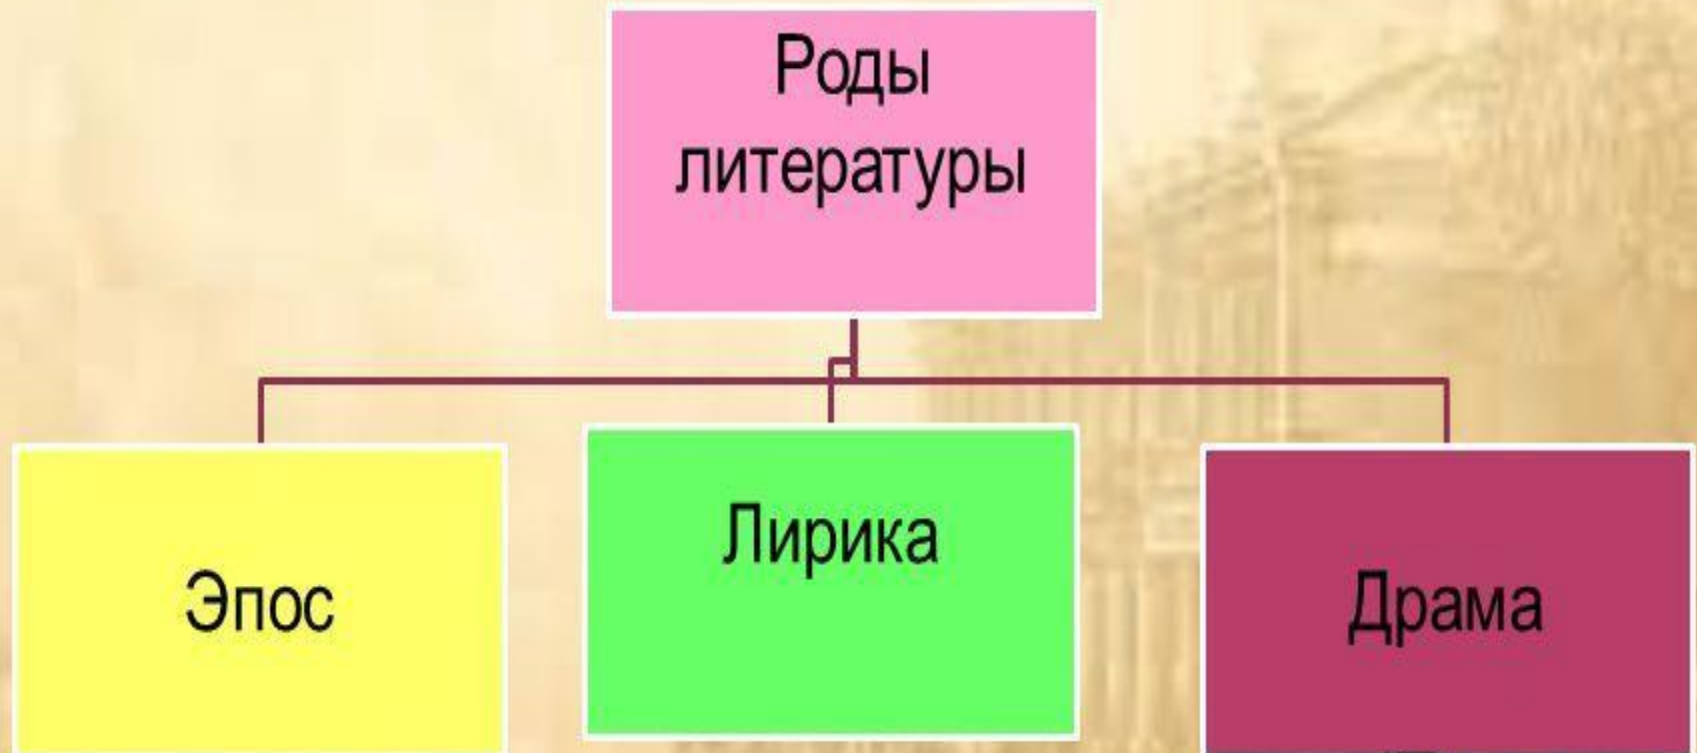 Роды
литературы
Эпос
Лирика
Драма